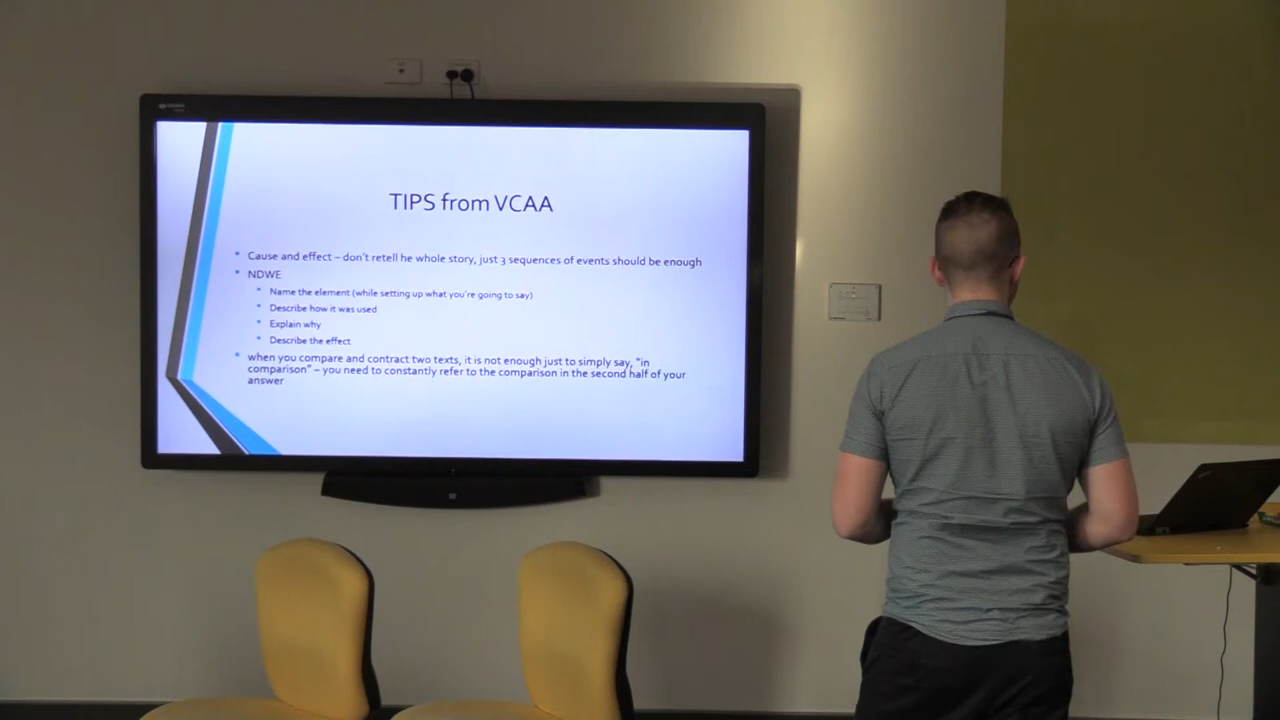 TIPS from VCAA
Cause and effect – don't retell he whole story, just 3 sequences of events should be enough
NDWE
Name the element (while setting up what you're going to say)
Describe how it was used
Explain why
Describe the effect
when you compare and contract two texts, it is not enough just to simply say, "in
comparison" – you need to constantly refer to the comparison in the second half of your
answer